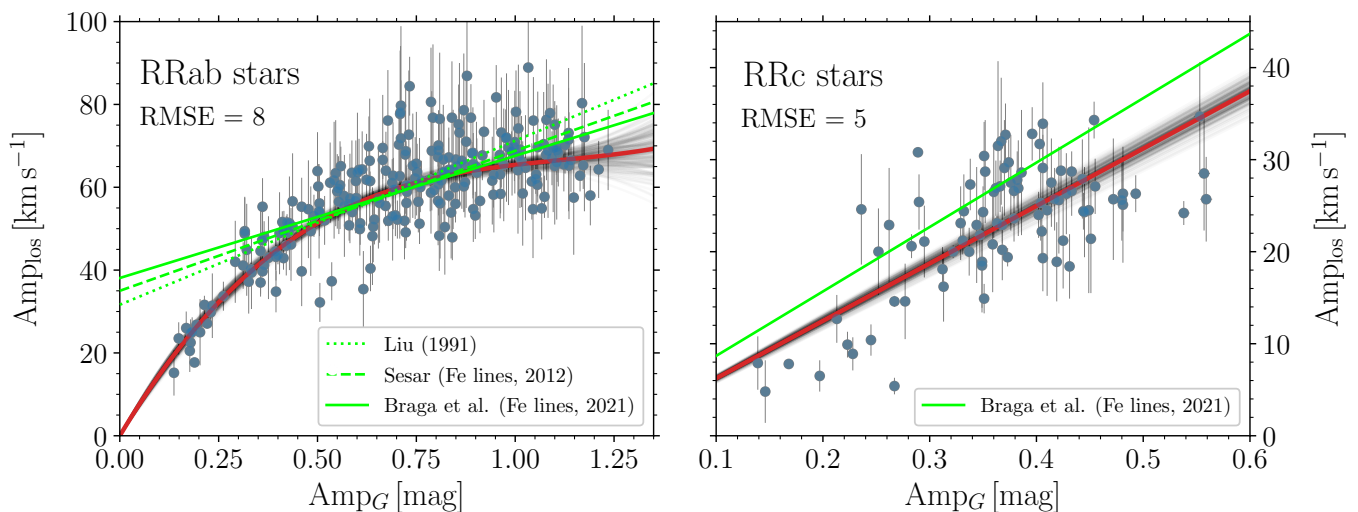 RRab stars
RMSE = 8
100
80
60
40
20
0
Amp_los [km s⁻¹]
Liu (1991)
Sesar (Fe lines, 2012)
Braga et al. (Fe lines, 2021)
0.00 0.25 0.50 0.75 1.00 1.25
Amp_G [mag]
RRc stars
RMSE = 5
Braga et al. (Fe lines, 2021)
0.1 0.2 0.3 0.4 0.5 0.6
Amp_G [mag]
40
30
20
10
0
Amp_los [km s⁻¹]